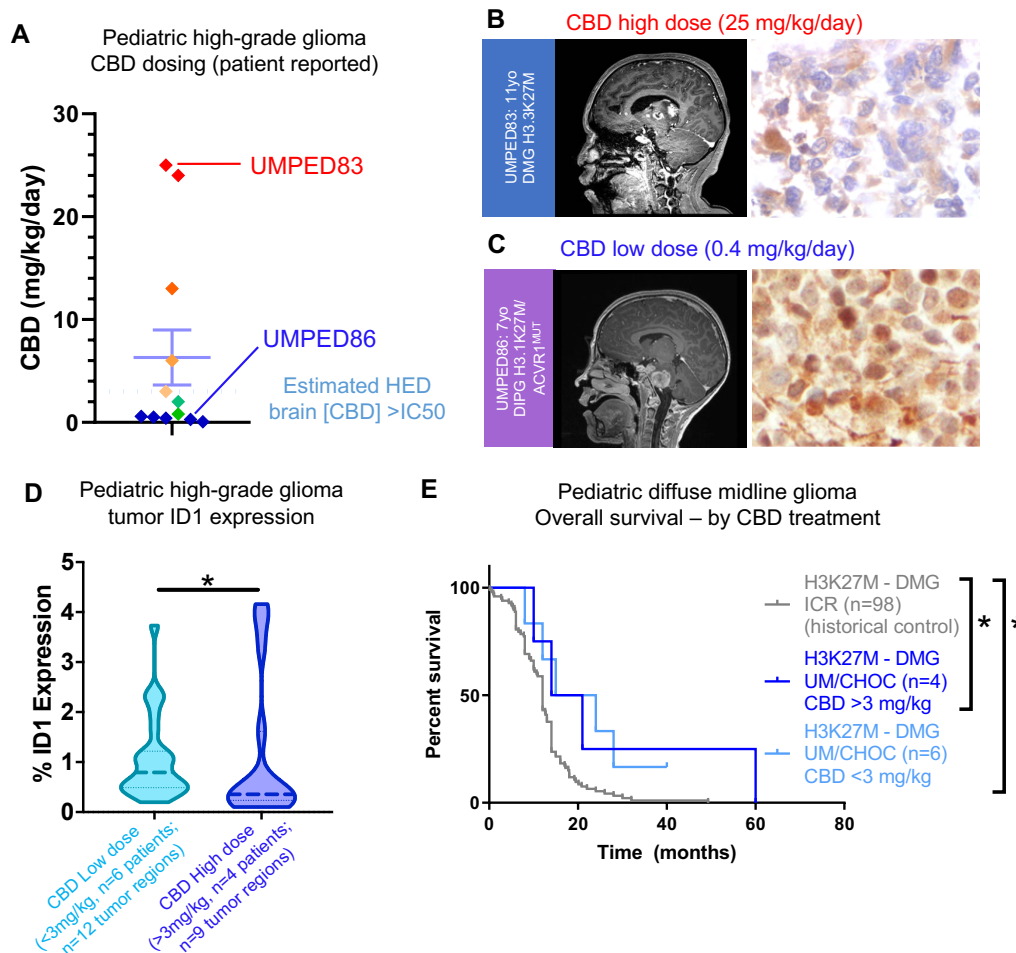 A
Pediatric high-grade glioma
CBD dosing (patient reported)
CBD (mg/kg/day)
30
20
10
0
UMPED83
UMPED86
Estimated HED
brain [CBD] >IC50
B
CBD high dose (25 mg/kg/day)
UMPED83: 11yo
DMG H3.3K27M
C
CBD low dose (0.4 mg/kg/day)
UMPED86: 7yo
DIPG H3.1K27M/
ACVR1MUT
D
Pediatric high-grade glioma
tumor ID1 expression
% ID1 Expression
5
4
3
2
1
0
*
CBD Low dose
(<3mg/kg, n=6 patients;
n=12 tumor regions)
CBD High dose
(>3mg/kg, n=4 patients;
n=9 tumor regions)
E
Pediatric diffuse midline glioma
Overall survival – by CBD treatment
Percent survival
100
50
0
0 20 40 60 80
Time (months)
H3K27M - DMG
ICR (n=98)
(historical control)
H3K27M - DMG
UM/CHOC (n=4)
CBD >3 mg/kg
H3K27M - DMG
UM/CHOC (n=6)
CBD <3 mg/kg
*
*